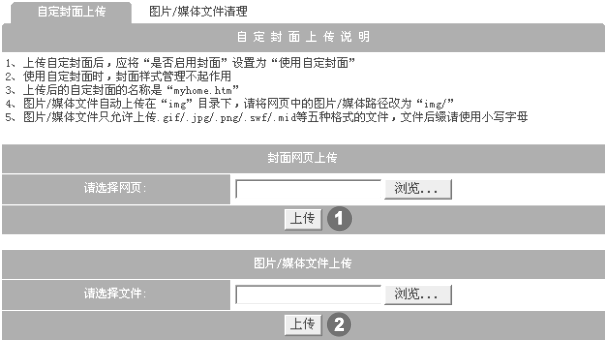 自定封面上传 图片/媒体文件清理
自定封面上传说明
1、上传自定封面后，应将“是否启用封面”设置为“使用自定封面”
2、使用自定封面时，封面样式管理不起作用
3、上传后的自定封面的名称是“myhome.htm”
4、图片/媒体文件自动上传在“img”目录下，请将网页中的图片/媒体路径改为“img/”
5、图片/媒体文件只允许上传.gif/.jpg/.png/.swf/.mid等五种格式的文件，文件后缀请使用小写字母
封面网页上传
请选择网页: 浏览...
上传 1
图片/媒体文件上传
请选择文件: 浏览...
上传 2